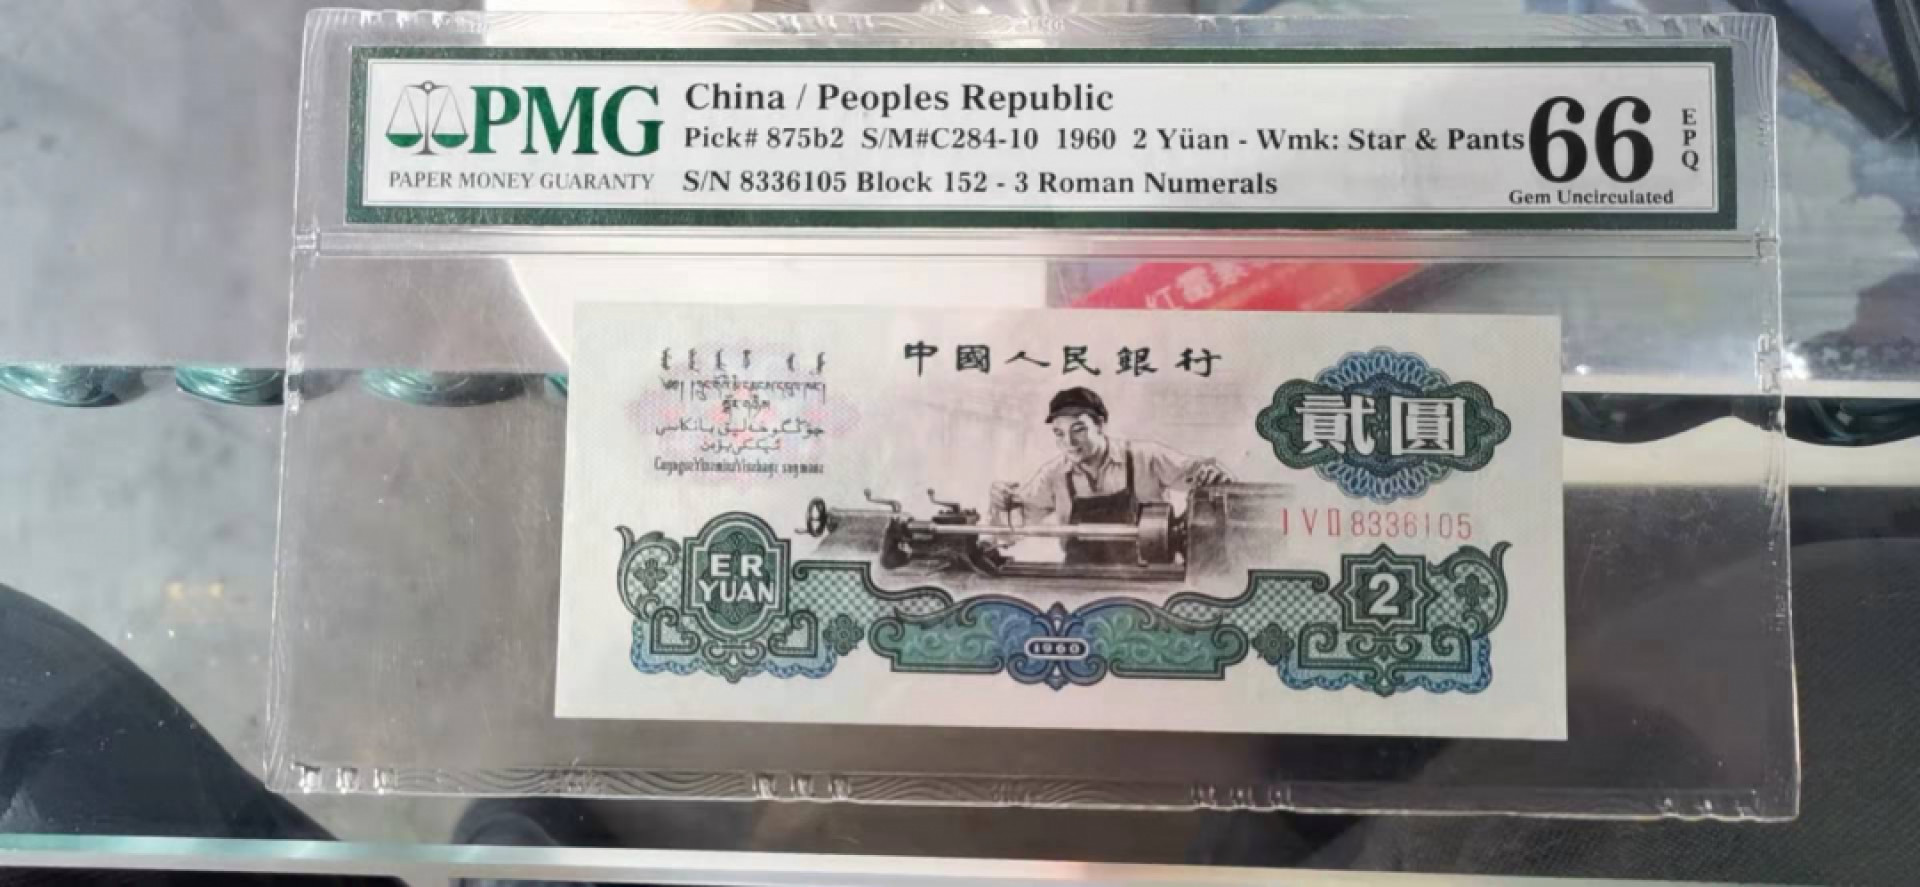 PMG
PAPER MONEY GUARANTY
China / Peoples Republic
Pick# 875b2 S/M#C284-10 1960 2 Yüan - Wmk: Star & Pants
S/N 8336105 Block 152 - 3 Roman Numerals
66
EPQ
Gem Uncirculated
中國人民銀行
貳圓
I V II 8336105
ER
YUAN
2
1960